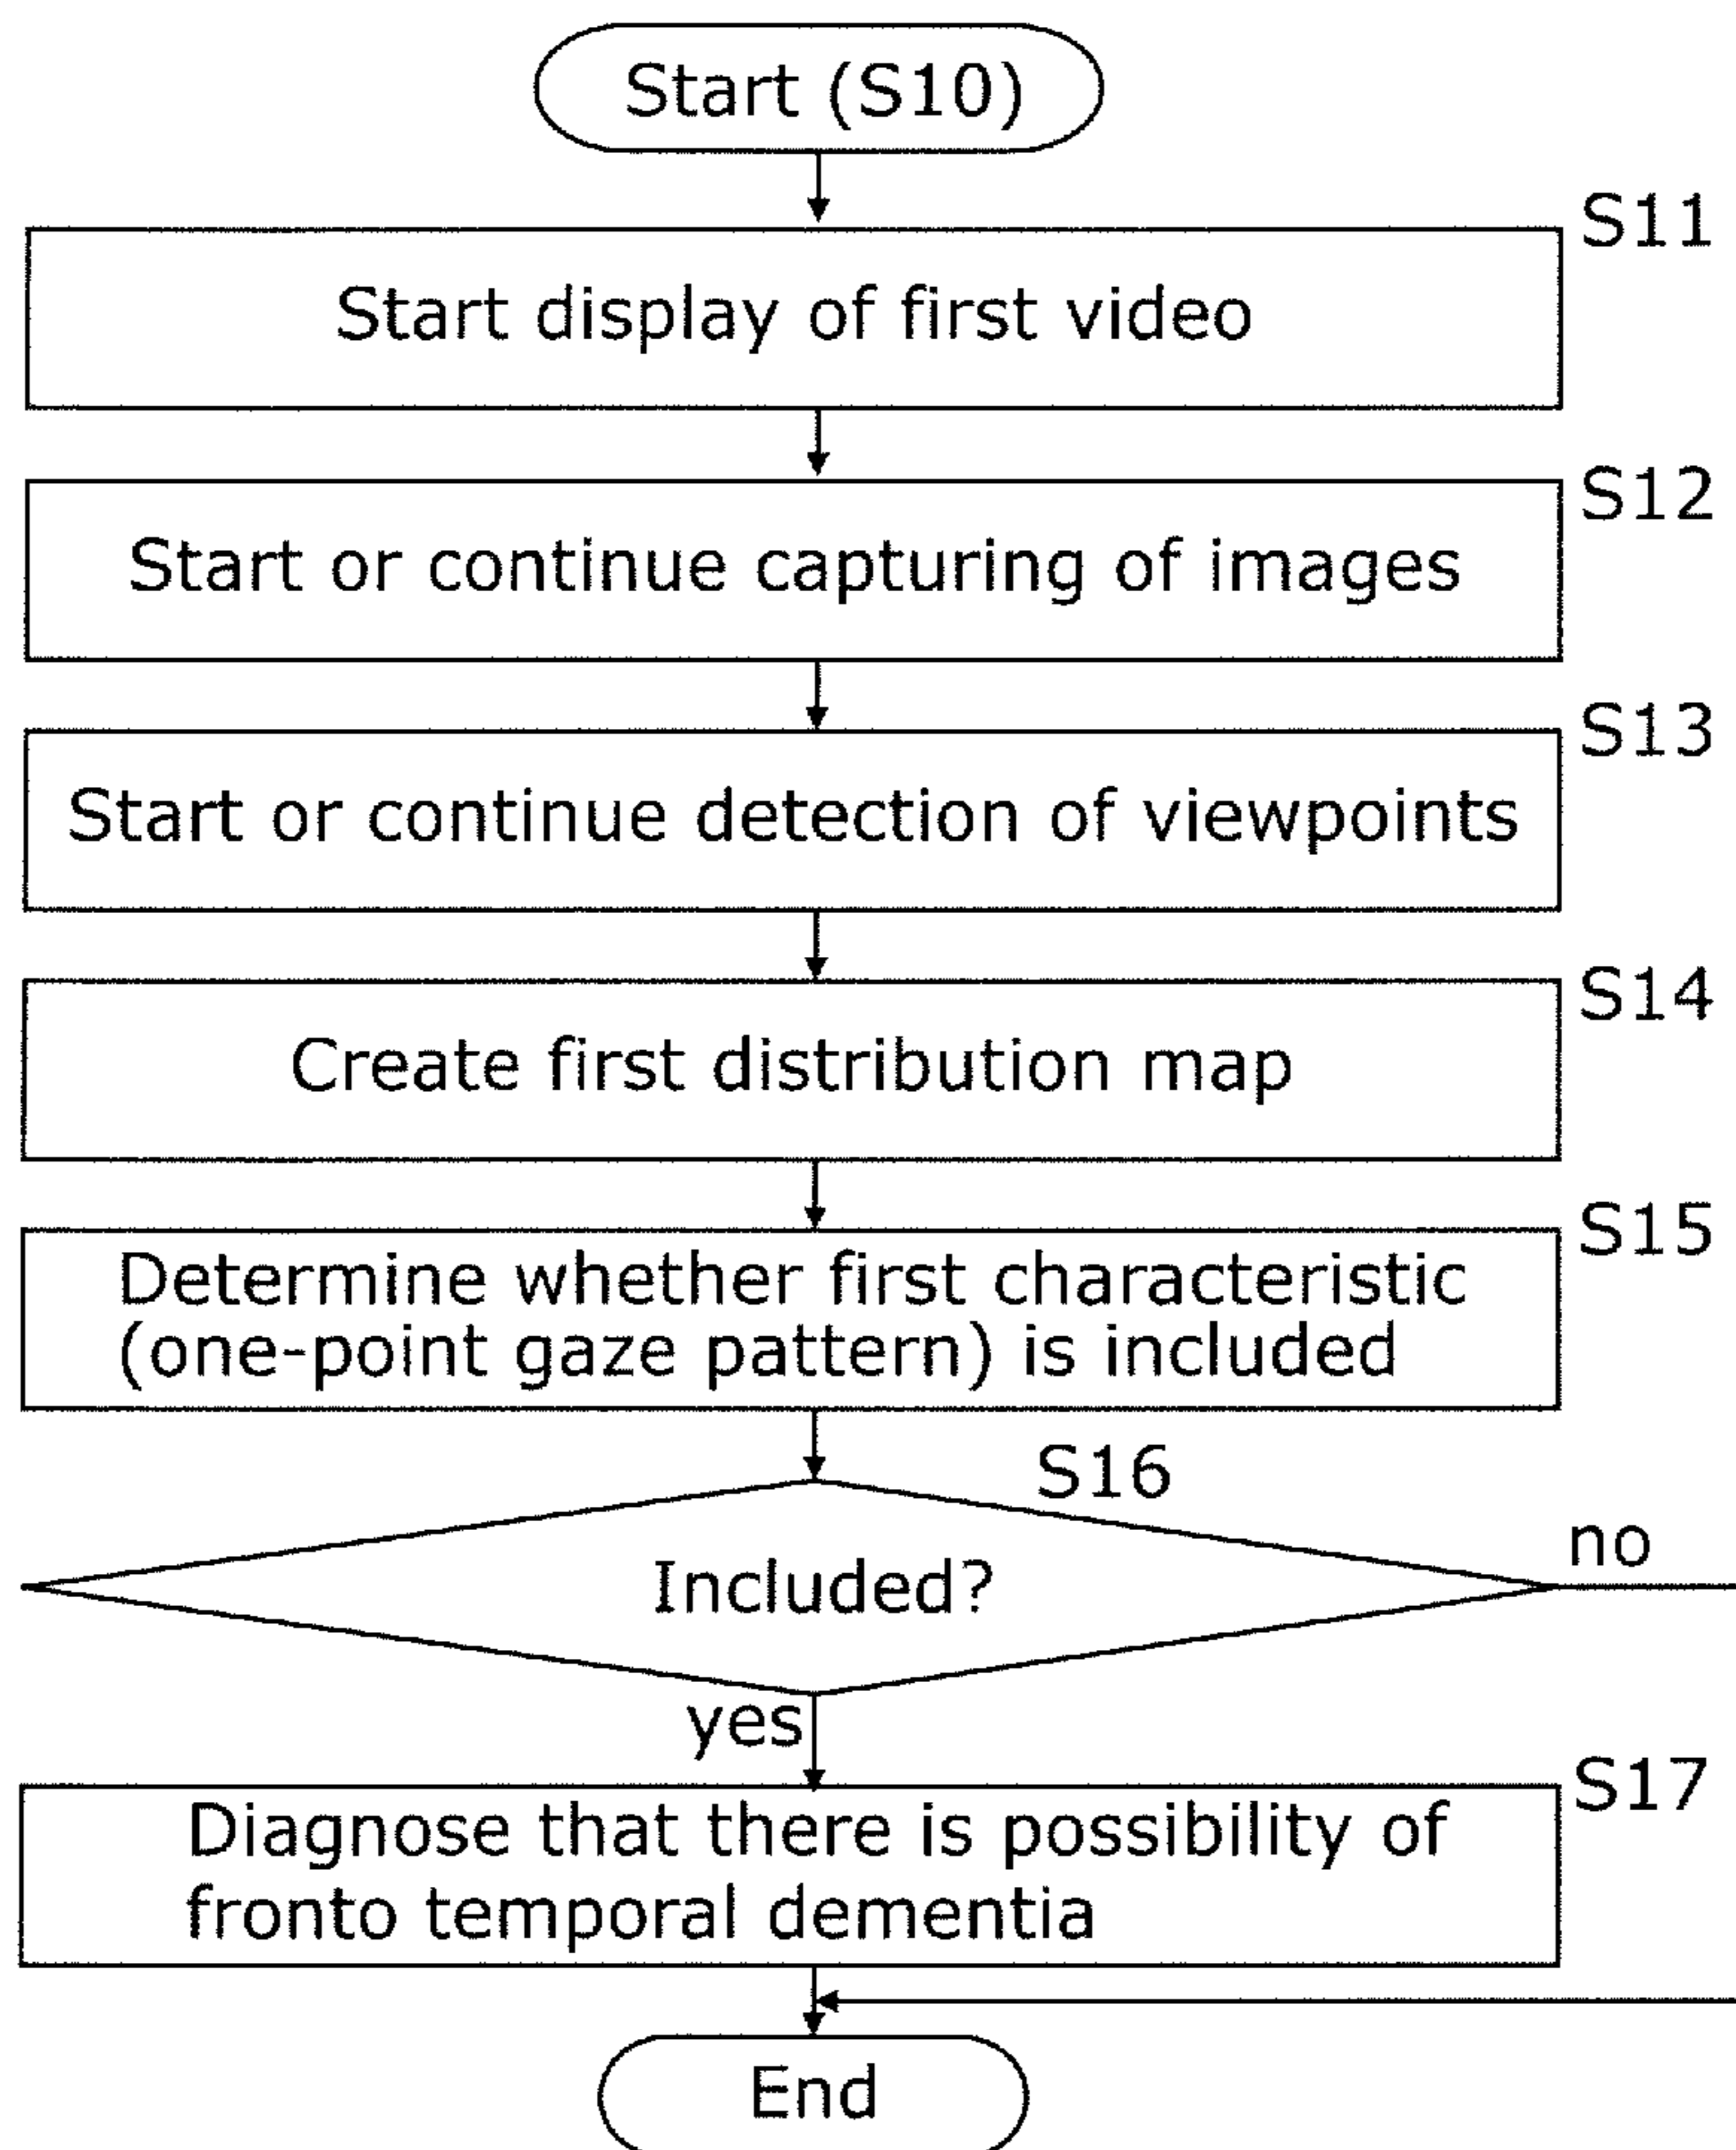 Start (S10)
S11
Start display of first video
S12
Start or continue capturing of images
S13
Start or continue detection of viewpoints
S14
Create first distribution map
S15
Determine whether first characteristic
(one-point gaze pattern) is included
S16
Included?
no
yes
S17
Diagnose that there is possibility of
fronto temporal dementia
End